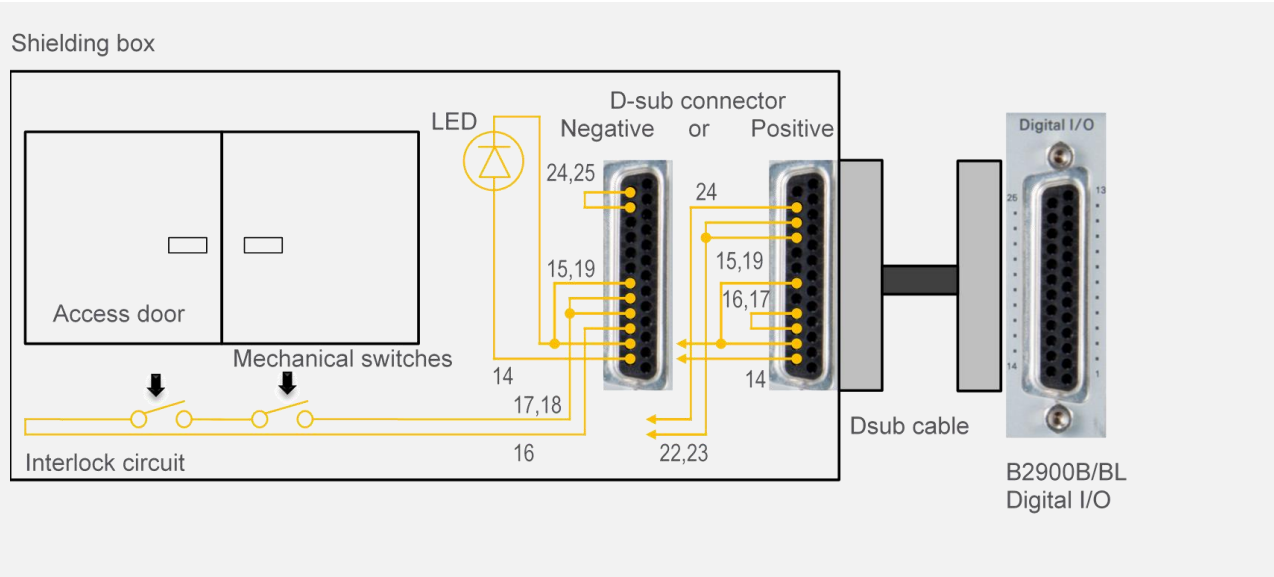 Shielding box
D-sub connector
LED
Negative or Positive
Digital I/O
24,25
24
25
13
15,19
15,19
16,17
Access door
Mechanical switches
14
14
14
1
17,18
Dsub cable
16
22,23
Interlock circuit
B2900B/BL
Digital I/O